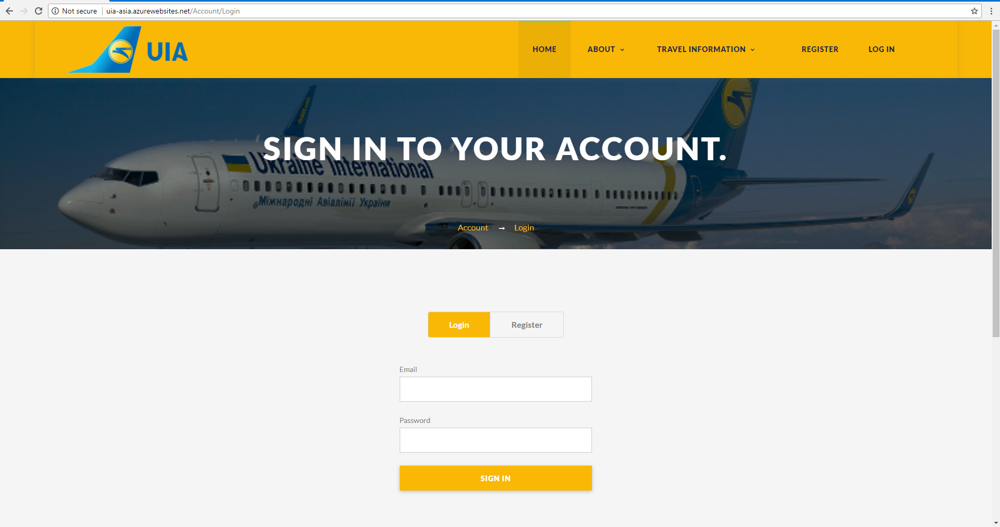 Not secure
uia-asia.azurewebsites.net/Account/Login
UIA
HOME
ABOUT
TRAVEL INFORMATION
REGISTER
LOG IN
SIGN IN TO YOUR ACCOUNT.
Ukraine International
Міжнародні Авіалінії України
Account → Login
Login
Register
Email
Password
SIGN IN